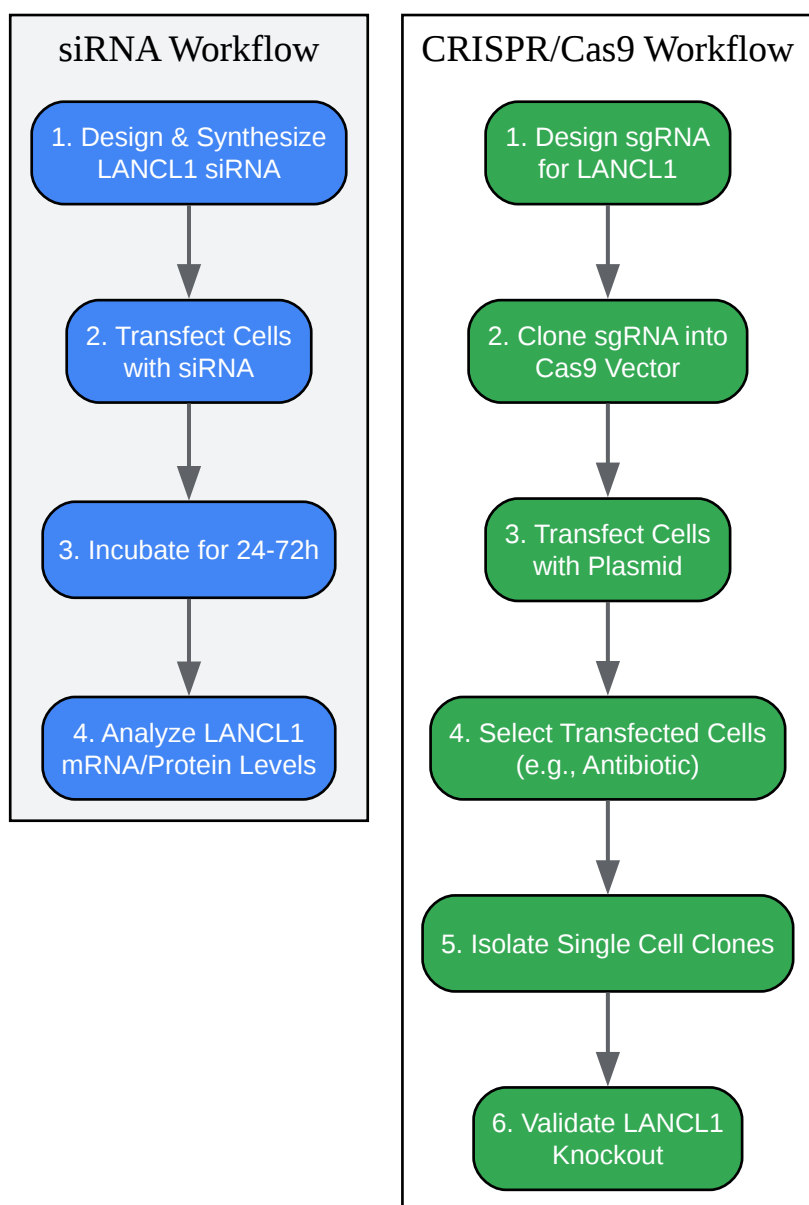 siRNA Workflow
1. Design & Synthesize
LANCL1 siRNA
2. Transfect Cells
with siRNA
3. Incubate for 24-72h
4. Analyze LANCL1
mRNA/Protein Levels
CRISPR/Cas9 Workflow
1. Design sgRNA
for LANCL1
2. Clone sgRNA into
Cas9 Vector
3. Transfect Cells
with Plasmid
4. Select Transfected Cells
(e.g., Antibiotic)
5. Isolate Single Cell Clones
6. Validate LANCL1
Knockout